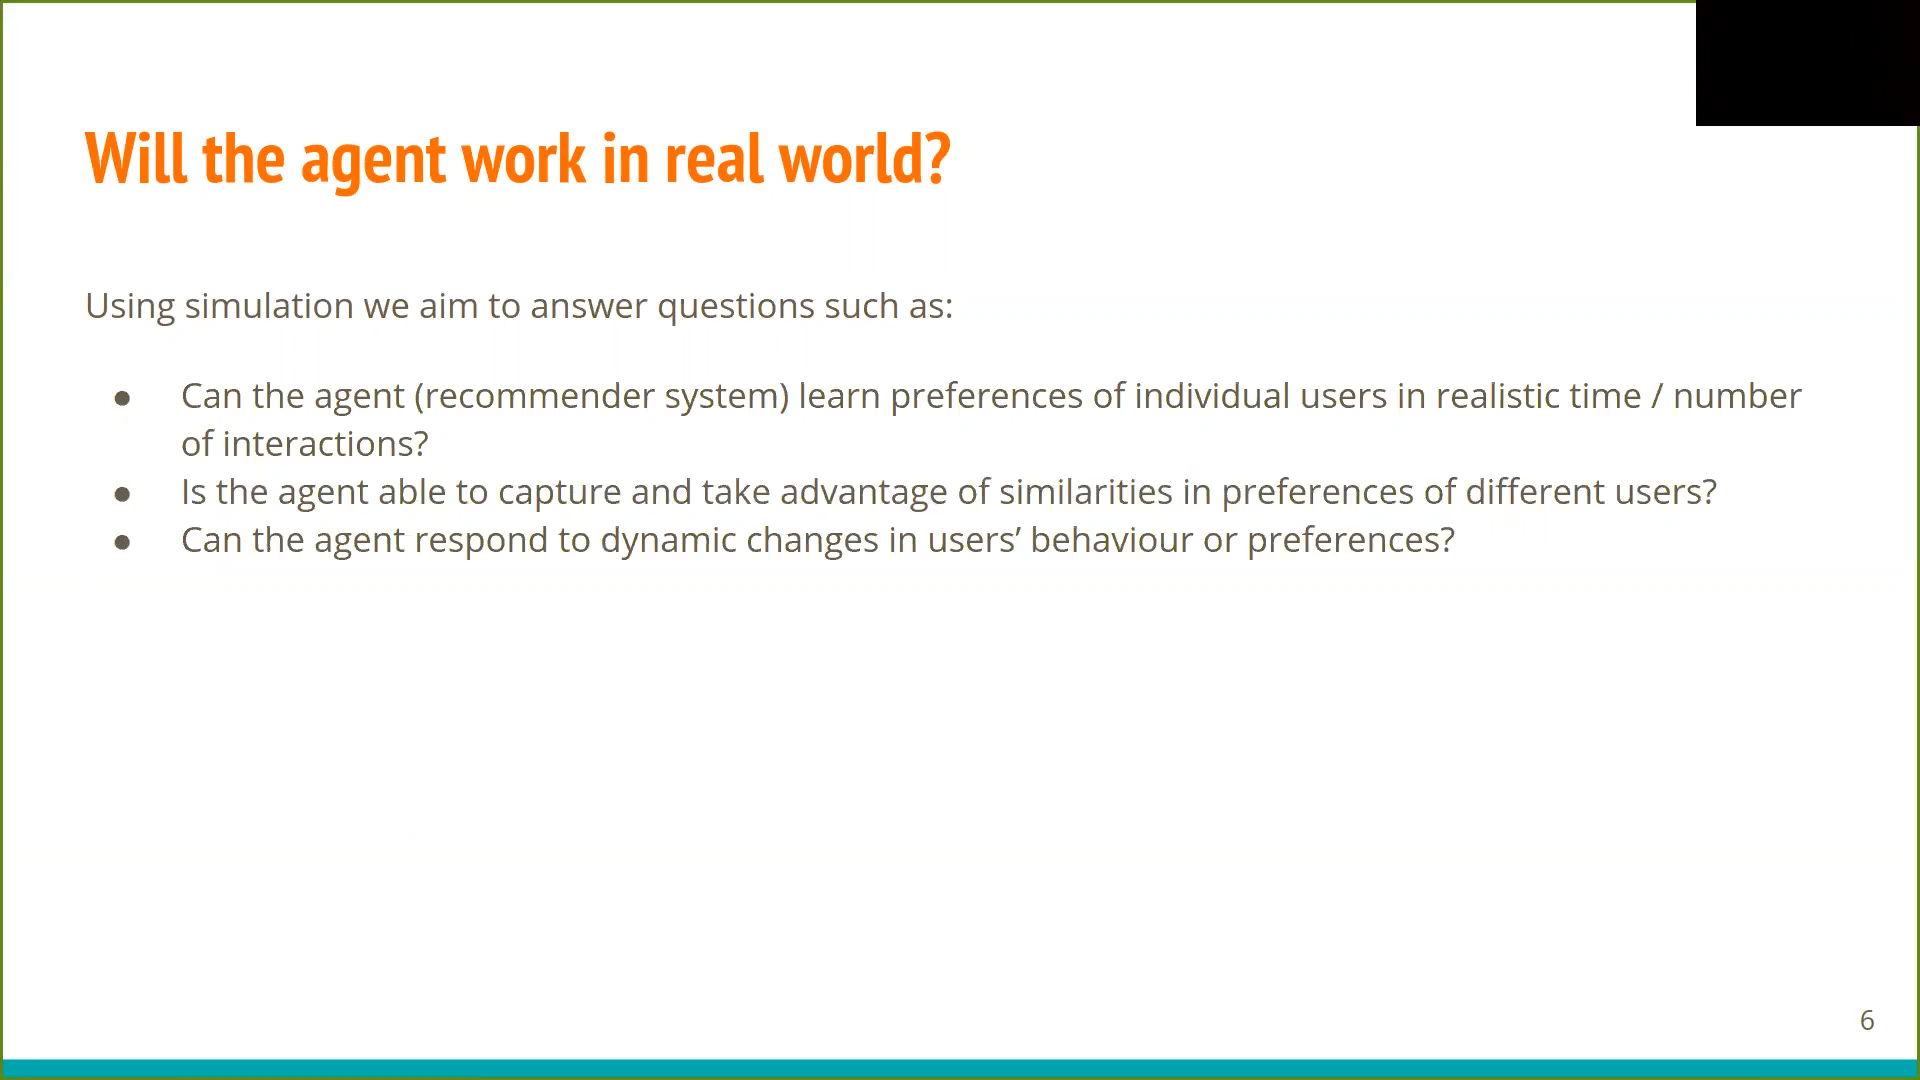 Will the agent work in real world?
Using simulation we aim to answer questions such as:
● Can the agent (recommender system) learn preferences of individual users in realistic time / number
of interactions?
● Is the agent able to capture and take advantage of similarities in preferences of different users?
● Can the agent respond to dynamic changes in users’ behaviour or preferences?
6